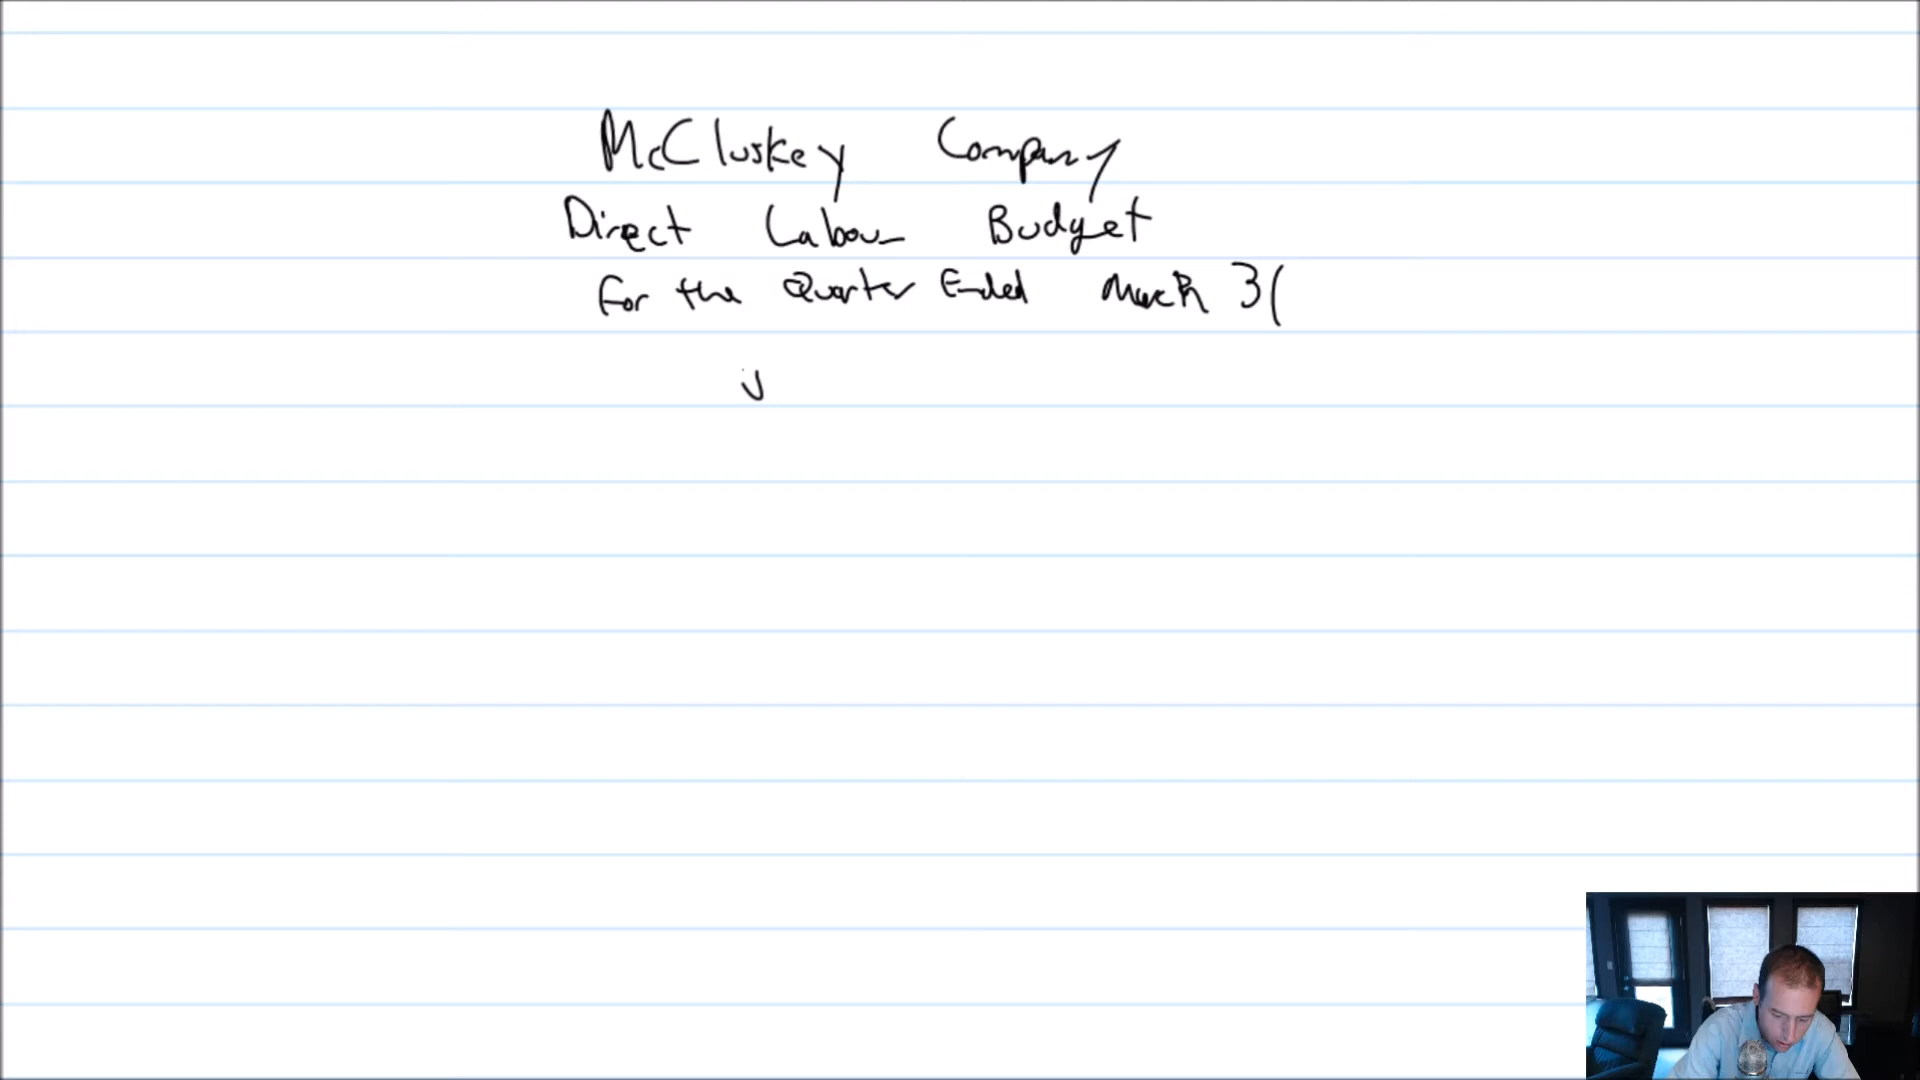 McCluskey Company
Direct Labour Budget
For the Quarter Ended March 31